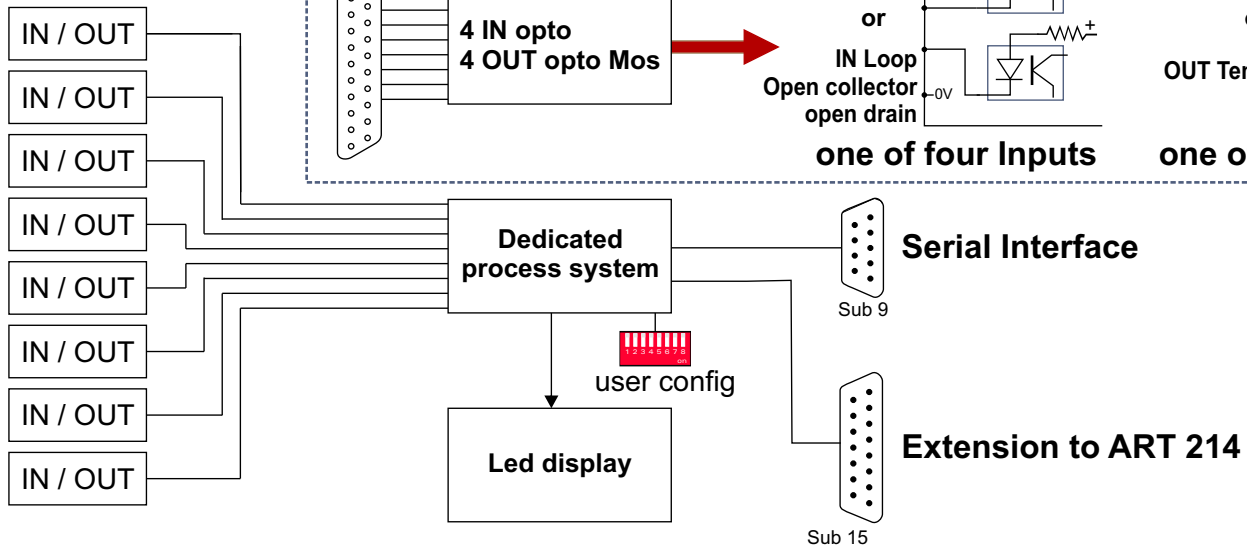 IN / OUT
IN / OUT
IN / OUT
IN / OUT
IN / OUT
IN / OUT
IN / OUT
IN / OUT
4 IN opto
4 OUT opto Mos
or
IN Loop
Open collector
open drain
+
0V
one of four Inputs
OUT Ter
one o
Dedicated
process system
Serial Interface
Sub 9
1 2 3 4 5 6 7 8
on
user config
Led display
Extension to ART 214
Sub 15